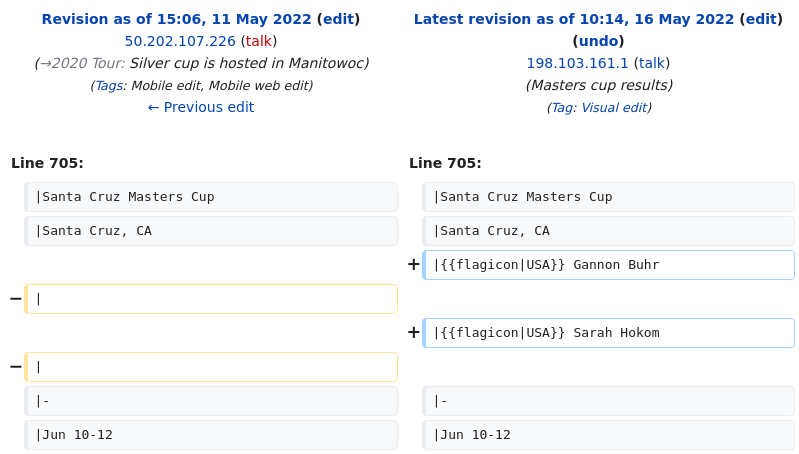 Revision as of 15:06, 11 May 2022 (edit)
50.202.107.226 (talk)
(→2020 Tour: Silver cup is hosted in Manitowoc)
(Tags: Mobile edit, Mobile web edit)
← Previous edit
Latest revision as of 10:14, 16 May 2022 (edit)
(undo)
198.103.161.1 (talk)
(Masters cup results)
(Tag: Visual edit)
Line 705:
Line 705:
|Santa Cruz Masters Cup
|Santa Cruz Masters Cup
|Santa Cruz, CA
|Santa Cruz, CA
+ |{{flagicon|USA}} Gannon Buhr
− |
+ |{{flagicon|USA}} Sarah Hokom
− |
|-
|-
|Jun 10-12
|Jun 10-12